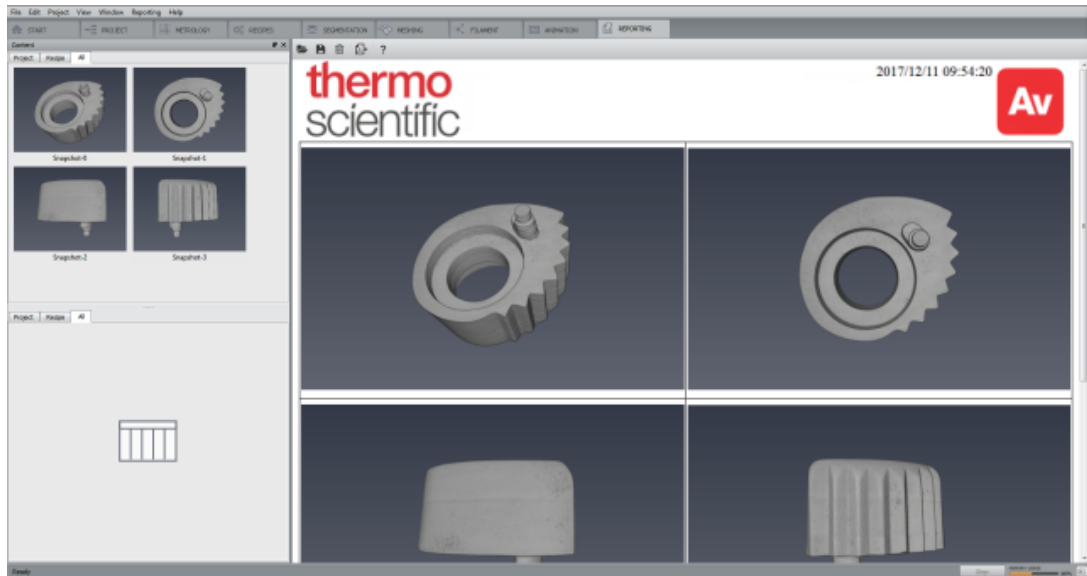 File Edit Project View Window Reporting Help
START PROJECT METROLOGY RECIPES SEGMENTATION MESHING FILAMENT ANIMATION REPORTING
Content
Project Recipe All
?
Snapshot-0 Snapshot-1
Snapshot-2 Snapshot-3
Project Recipe All
thermo
scientific
2017/12/11 09:54:20
Av
Ready
Stop